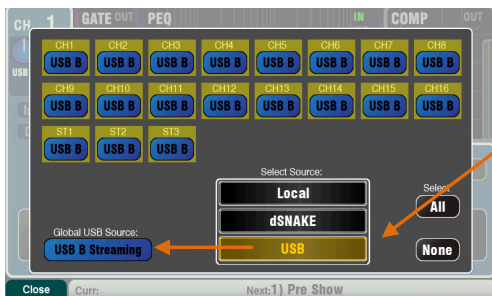 CH 1 GATE OUT PEQ IN COMP OUT
CH1 CH2 CH3 CH4 CH5 CH6 CH7 CH8
USB B USB B USB B USB B USB B USB B USB B USB B
USB
CH9 CH10 CH11 CH12 CH13 CH14 CH15 CH16
USB B USB B USB B USB B USB B USB B USB B USB B
ST1 ST2 ST3
USB B USB B USB B
Select Source:
Local
Select
All
dSNAKE
Global USB Source:
USB B Streaming
USB
None
Close Curr: Next:1) Pre Show